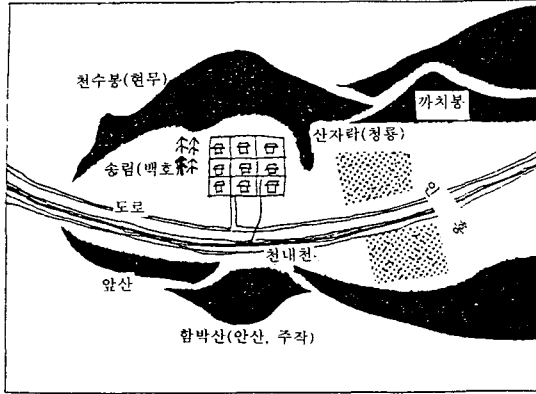 천수봉(현무)
까치봉
산자락(청룡)
송림(백호)
도로
천내천
앞산
함박산(안산, 주작)